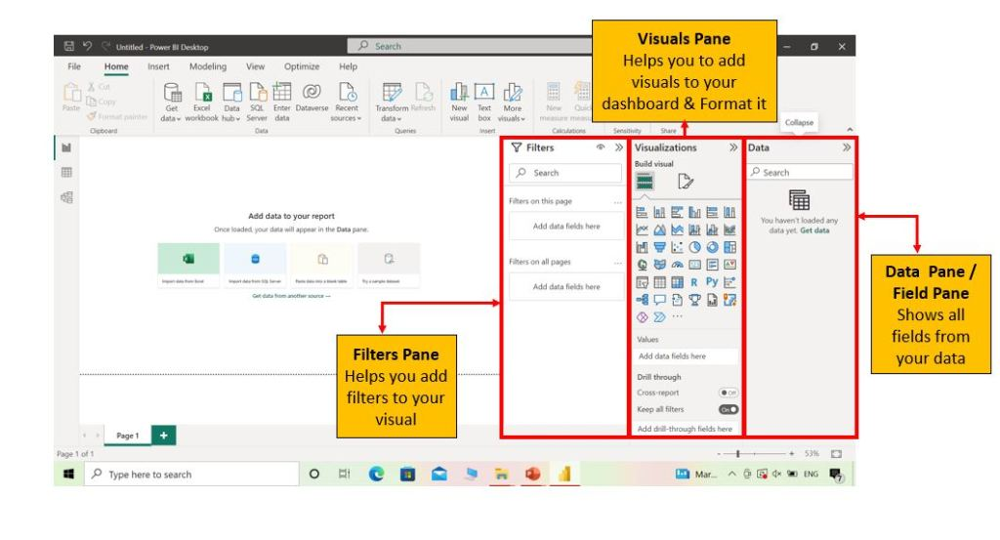 Visuals Pane
Helps you to add
visuals to your
dashboard & Format it
Untitled - Power BI Desktop
Search
File Home Insert Modeling View Optimize Help
Paste
Cut
Copy
Format painter
Clipboard
Get data
Excel workbook
Data hub
SQL Server
Enter data
Dataverse
Recent sources
Data
Transform data
Refresh
Queries
New visual
Text box
More visuals
Insert
New measure
Quick
Calculations
Sensitivity
Share
Collapse
Add data to your report
Once loaded, your data will appear in the Data pane.
Import data from Excel
Import data from SQL Server
Paste data into a blank table
Try a sample dataset
Get data from another source →
Filters
Search
Filters on this page ...
Add data fields here
Filters on all pages ...
Add data fields here
Visualizations
Build visual
R Py
...
Values
Add data fields here
Drill through
Cross-report Off
Keep all filters On
Add drill-through fields here
Data
Search
You haven't loaded any
data yet. Get data
Filters Pane
Helps you add
filters to your
visual
Data Pane /
Field Pane
Shows all
fields from
your data
Page 1
Page 1 of 1
53%
Type here to search
Mar...
ENG